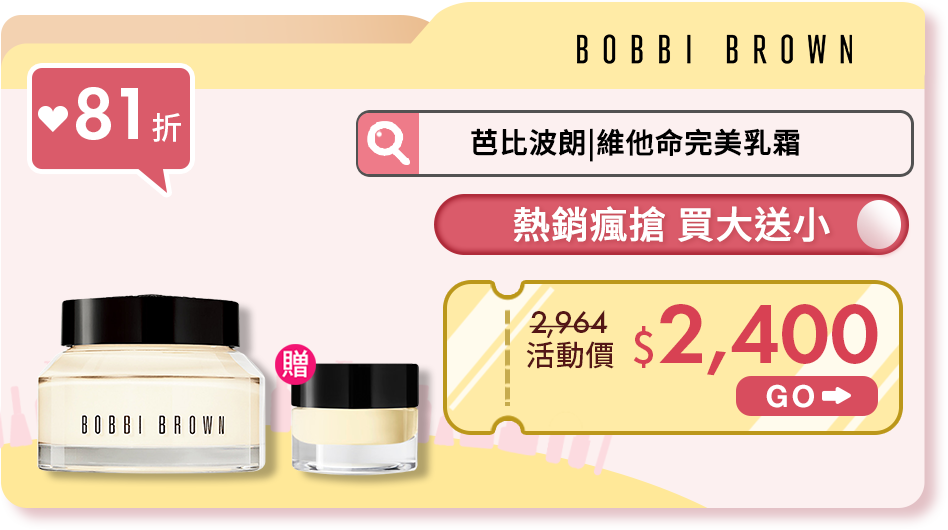 BOBBI BROWN
81折
芭比波朗|維他命完美乳霜
熱銷瘋搶 買大送小
2,964
活動價 $2,400
GO
贈
BOBBI BROWN